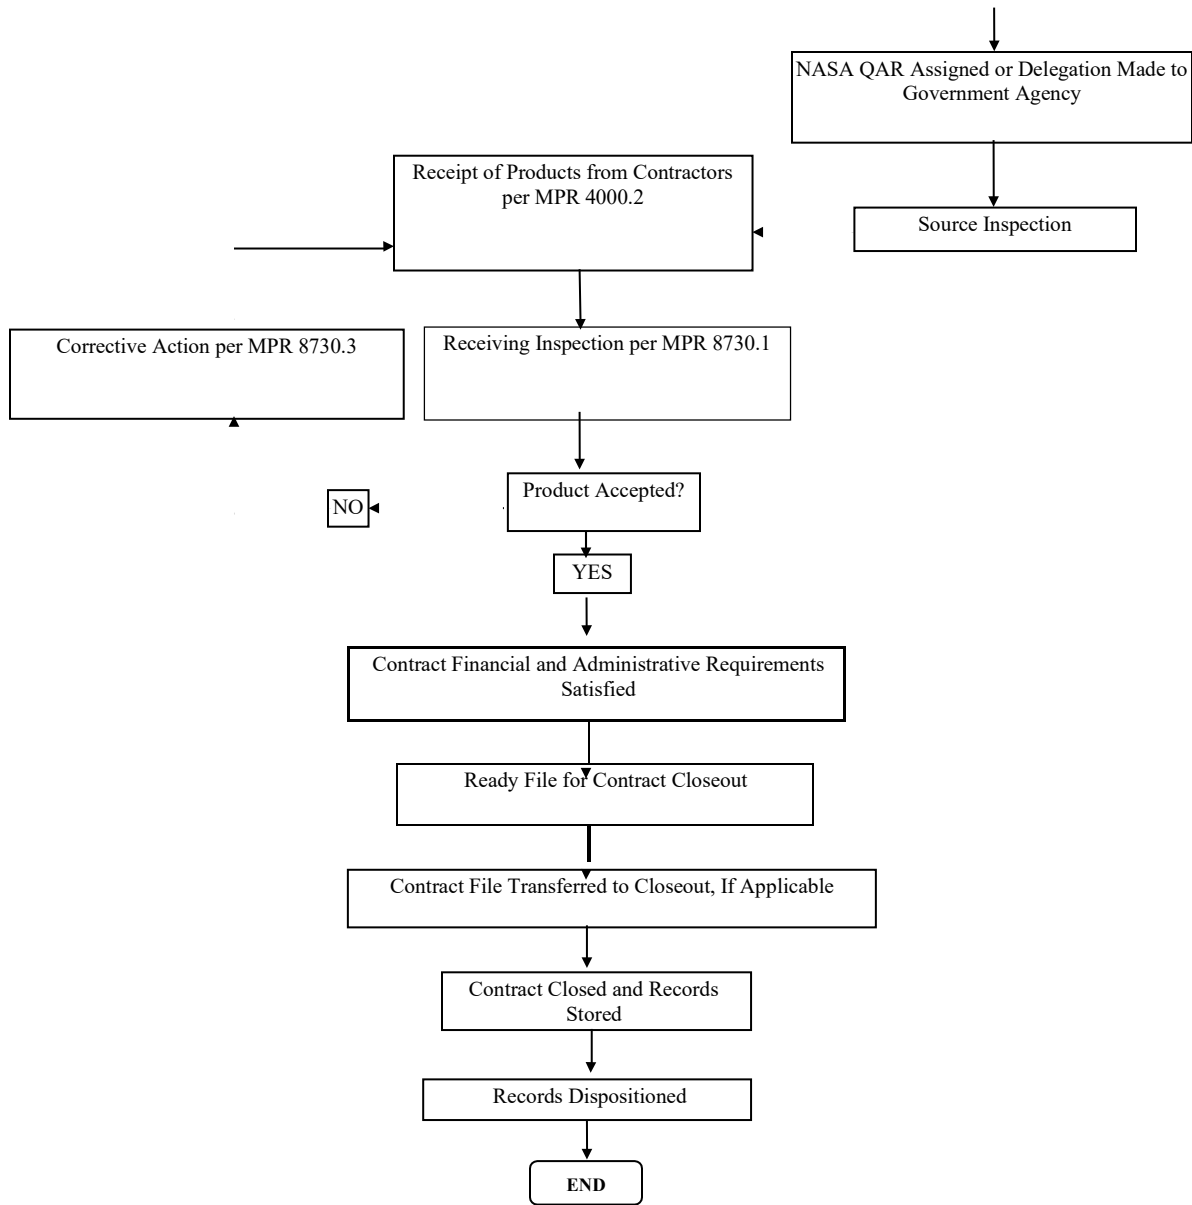 NASA QAR Assigned or Delegation Made to
Government Agency
Receipt of Products from Contractors
per MPR 4000.2
Source Inspection
Corrective Action per MPR 8730.3
Receiving Inspection per MPR 8730.1
Product Accepted?
NO
YES
Contract Financial and Administrative Requirements
Satisfied
Ready File for Contract Closeout
Contract File Transferred to Closeout, If Applicable
Contract Closed and Records
Stored
Records Dispositioned
END